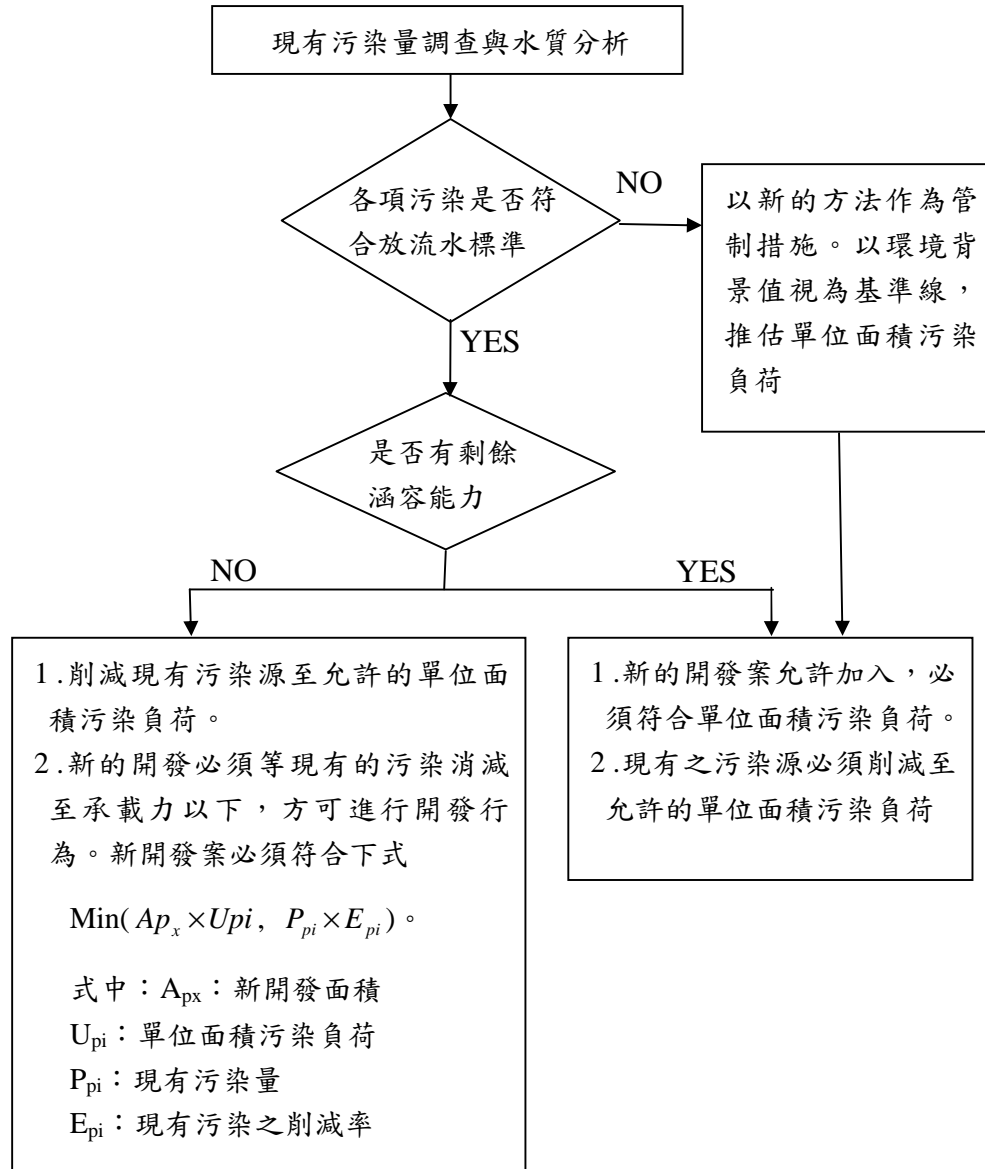 現有污染量調查與水質分析
各項污染是否符
合放流水標準
NO
以新的方法作為管
制措施。以環境背
景值視為基準線，
推估單位面積污染
負荷
YES
是否有剩餘
涵容能力
NO
YES
1.削減現有污染源至允許的單位面
積污染負荷。
2.新的開發必須等現有的污染消減
至承載力以下，方可進行開發行
為。新開發案必須符合下式
Min( Ap_x ×Upi, P_pi ×E_pi )。
式中：A_px：新開發面積
U_pi：單位面積污染負荷
P_pi：現有污染量
E_pi：現有污染之削減率
1.新的開發案允許加入，必
須符合單位面積污染負荷。
2.現有之污染源必須削減至
允許的單位面積污染負荷